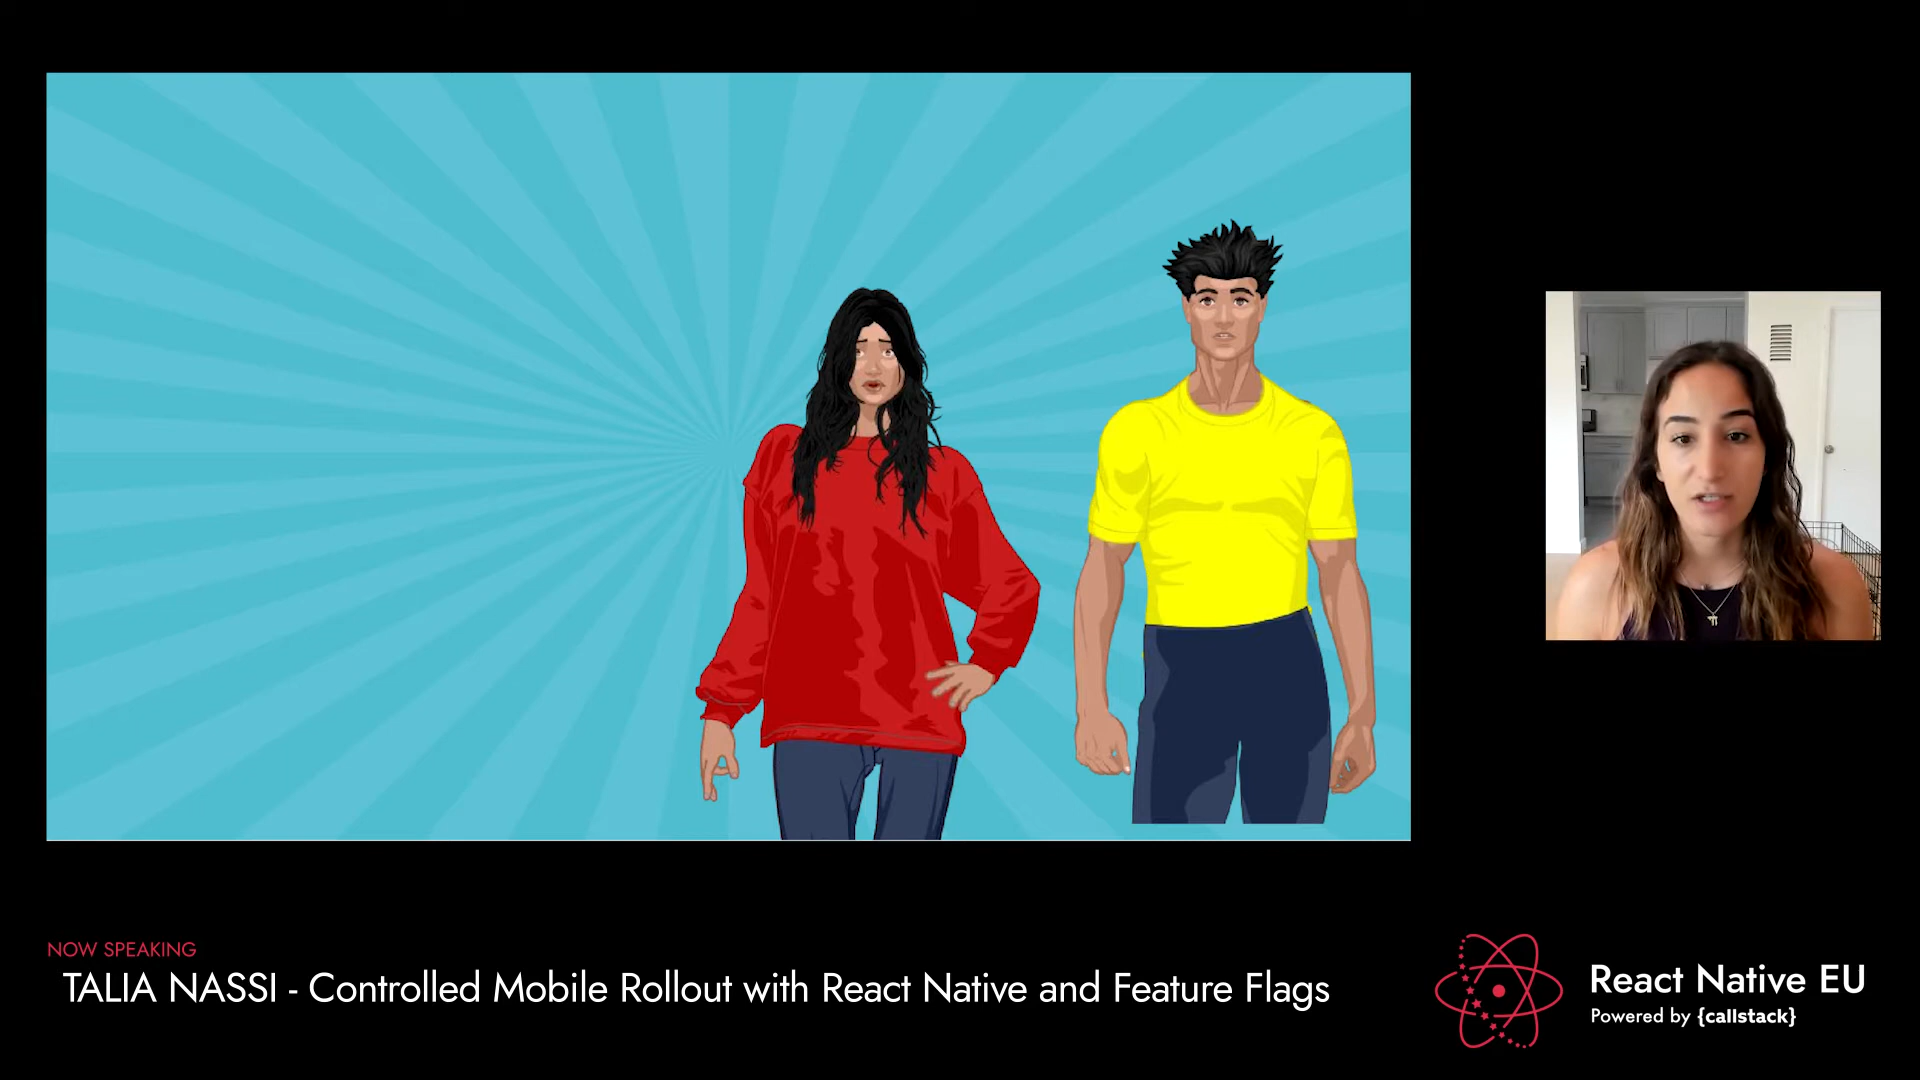 NOW SPEAKING
TALIA NASSI - Controlled Mobile Rollout with React Native and Feature Flags
React Native EU
Powered by {callstack}